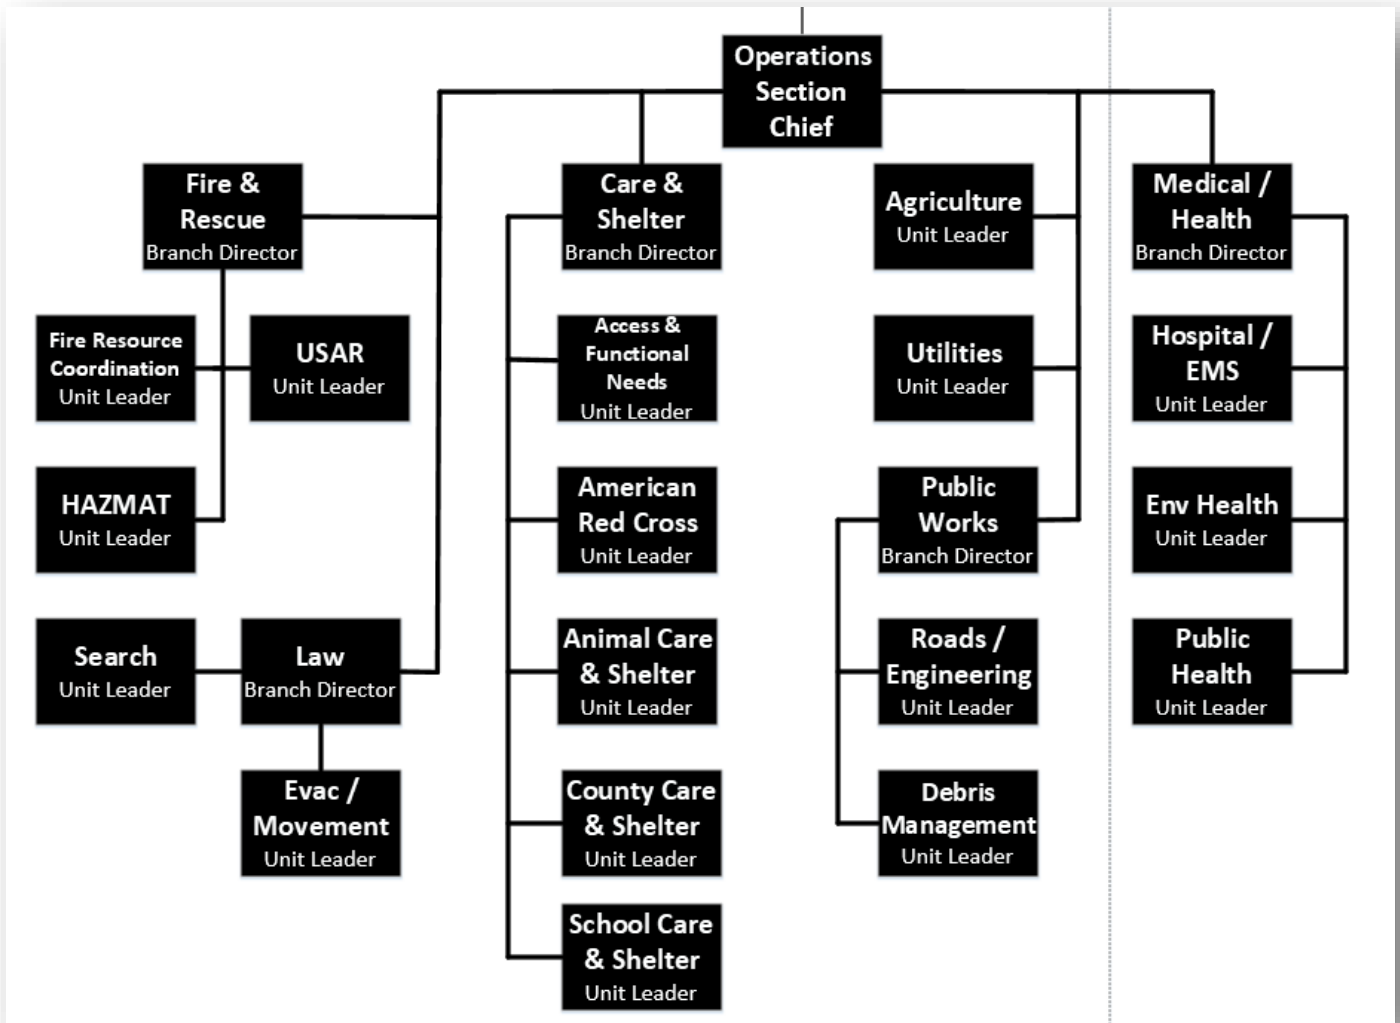 Operations
Section
Chief
Fire &
Rescue
Branch Director
Care &
Shelter
Branch Director
Agriculture
Unit Leader
Medical /
Health
Branch Director
Fire Resource
Coordination
Unit Leader
USAR
Unit Leader
Access &
Functional
Needs
Unit Leader
Utilities
Unit Leader
Hospital /
EMS
Unit Leader
HAZMAT
Unit Leader
American
Red Cross
Unit Leader
Public
Works
Branch Director
Env Health
Unit Leader
Search
Unit Leader
Law
Branch Director
Animal Care
& Shelter
Unit Leader
Roads /
Engineering
Unit Leader
Public
Health
Unit Leader
Evac /
Movement
Unit Leader
County Care
& Shelter
Unit Leader
Debris
Management
Unit Leader
School Care
& Shelter
Unit Leader